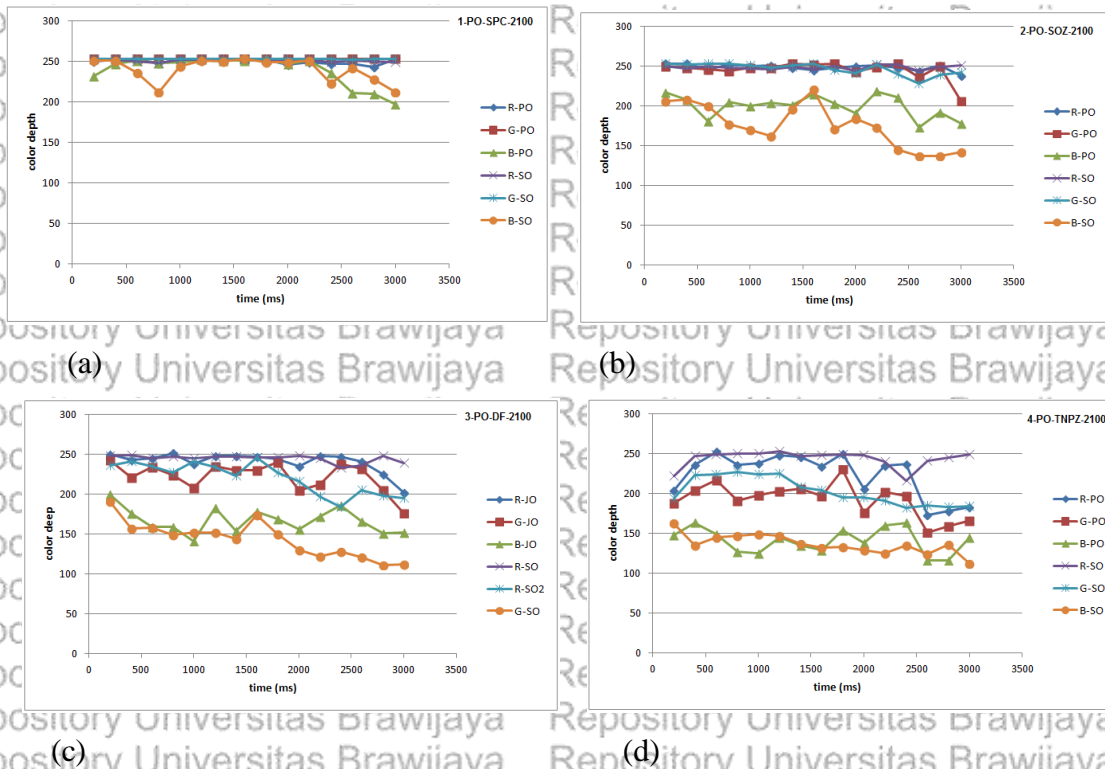 1-PO-SPC-2100
300
250
200
150
100
50
0
0 500 1000 1500 2000 2500 3000 3500
color depth
time (ms)
R-PO
G-PO
B-PO
R-SO
G-SO
B-SO
2-PO-SOZ-2100
300
250
200
150
100
50
0
0 500 1000 1500 2000 2500 3000 3500
color depth
time (ms)
R-PO
G-PO
B-PO
R-SO
G-SO
B-SO
Repository Universitas Brawijaya
(a) (b)
Repository Universitas Brawijaya
3-PO-DF-2100
300
250
200
150
100
50
0
0 500 1000 1500 2000 2500 3000 3500
color deep
time (ms)
R-JO
G-JO
B-JO
R-SO
R-SO2
G-SO
4-PO-TNPZ-2100
300
250
200
150
100
50
0
0 500 1000 1500 2000 2500 3000 3500
color depth
time (ms)
R-PO
G-PO
B-PO
R-SO
G-SO
B-SO
Repository Universitas Brawijaya
(c) (d)
Repository Universitas Brawijaya